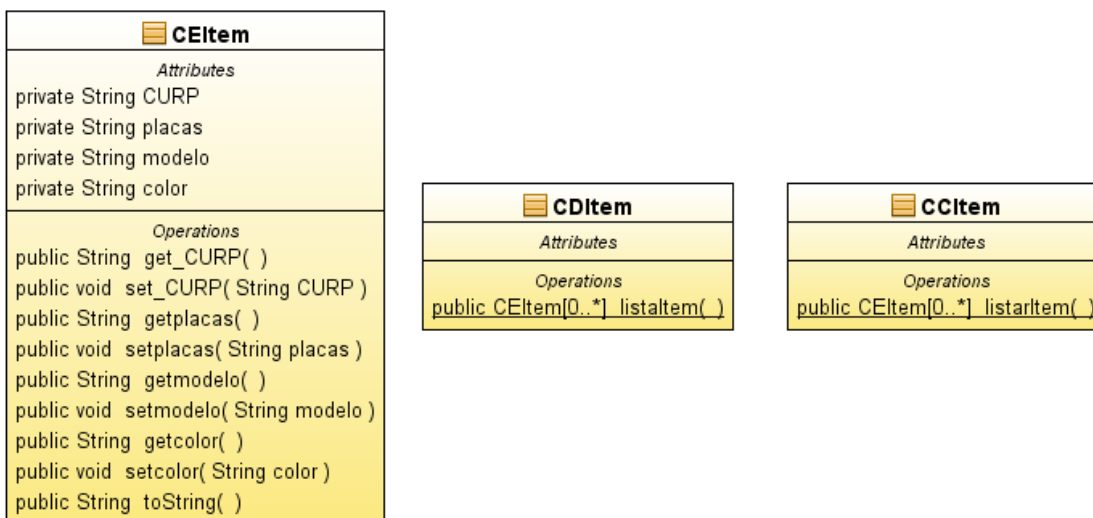 CEItem
Attributes
private String CURP
private String placas
private String modelo
private String color
Operations
public String get_CURP( )
public void set_CURP( String CURP )
public String getplacas( )
public void setplacas( String placas )
public String getmodelo( )
public void setmodelo( String modelo )
public String getcolor( )
public void setcolor( String color )
public String toString( )
CDItem
Attributes
Operations
public CEItem[0..*] listaItem( )
CCItem
Attributes
Operations
public CEItem[0..*] listarItem( )